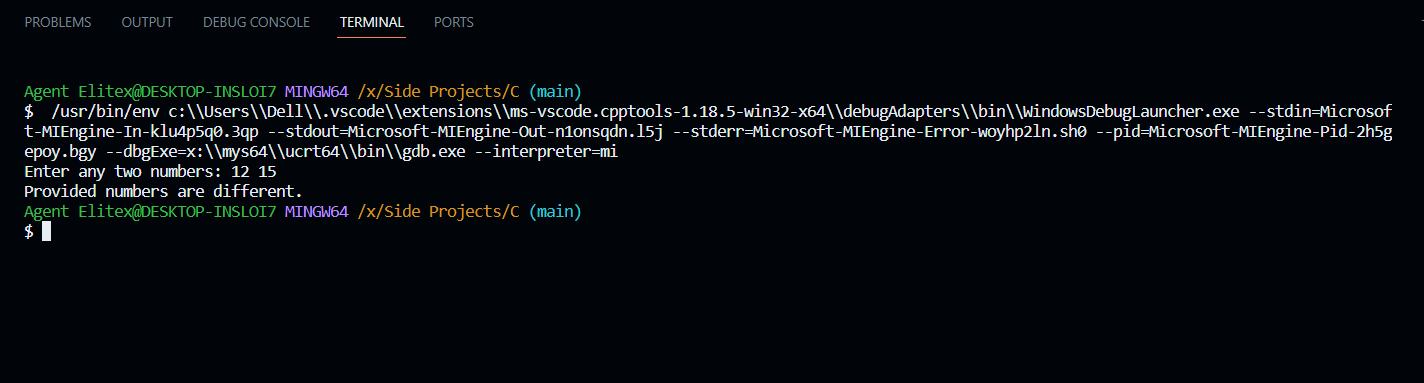 PROBLEMS OUTPUT DEBUG CONSOLE TERMINAL PORTS
Agent Elitex@DESKTOP-INSLOI7 MINGW64 /x/Side Projects/C (main)
$  /usr/bin/env c:\\Users\\Dell\\.vscode\\extensions\\ms-vscode.cpptools-1.18.5-win32-x64\\debugAdapters\\bin\\WindowsDebugLauncher.exe --stdin=Microsof
t-MIEngine-In-klu4p5q0.3qp --stdout=Microsoft-MIEngine-Out-n1onsqdn.l5j --stderr=Microsoft-MIEngine-Error-woyhp2ln.sh0 --pid=Microsoft-MIEngine-Pid-2h5g
epoy.bgy --dbgExe=x:\\mys64\\ucrt64\\bin\\gdb.exe --interpreter=mi
Enter any two numbers: 12 15
Provided numbers are different.
Agent Elitex@DESKTOP-INSLOI7 MINGW64 /x/Side Projects/C (main)
$